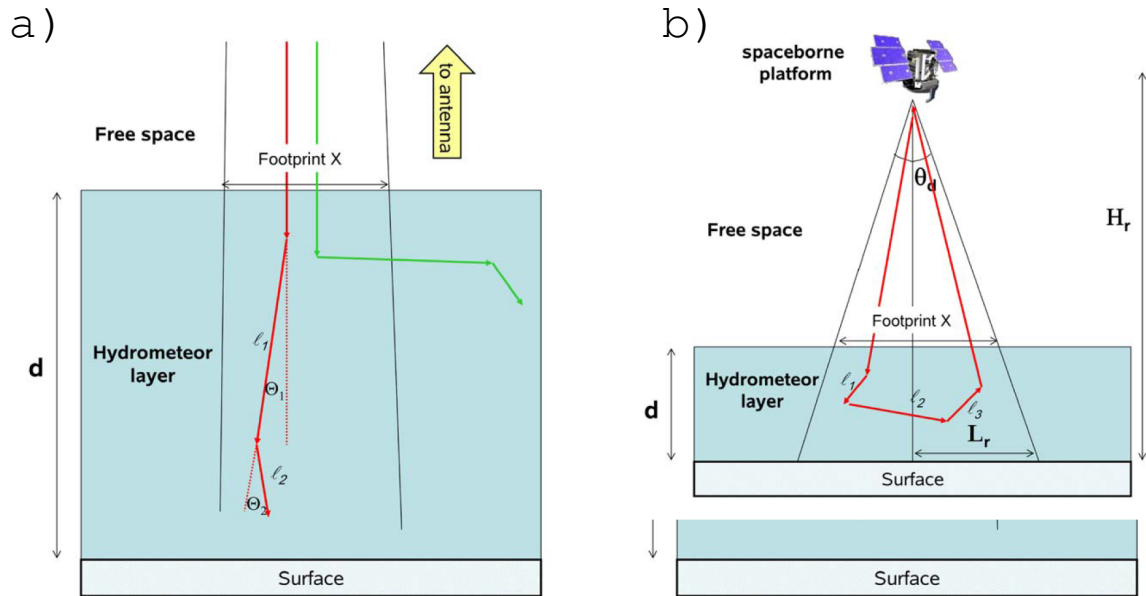 a)
to antenna
Free space
Footprint X
d
Hydrometeor
layer
ℓ1
Θ1
ℓ2
Θ2
Surface
b)
spaceborne
platform
θd
Hr
Free space
Footprint X
d
Hydrometeor
layer
ℓ1
ℓ2
ℓ3
Lr
Surface
Surface